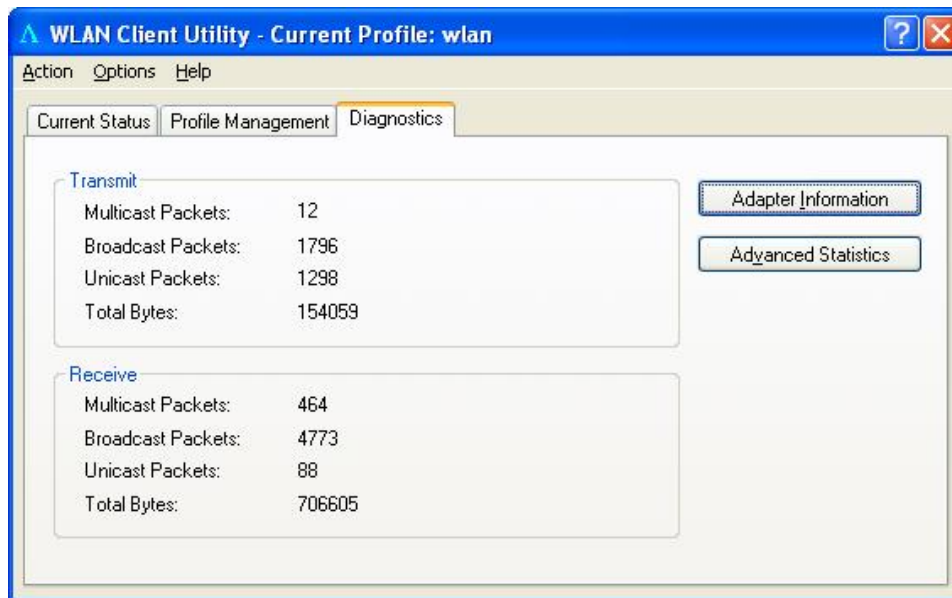 WLAN Client Utility - Current Profile: wlan
Action Options Help
Current Status Profile Management Diagnostics
Transmit
Multicast Packets: 12
Broadcast Packets: 1796
Unicast Packets: 1298
Total Bytes: 154059
Adapter Information
Advanced Statistics
Receive
Multicast Packets: 464
Broadcast Packets: 4773
Unicast Packets: 88
Total Bytes: 706605